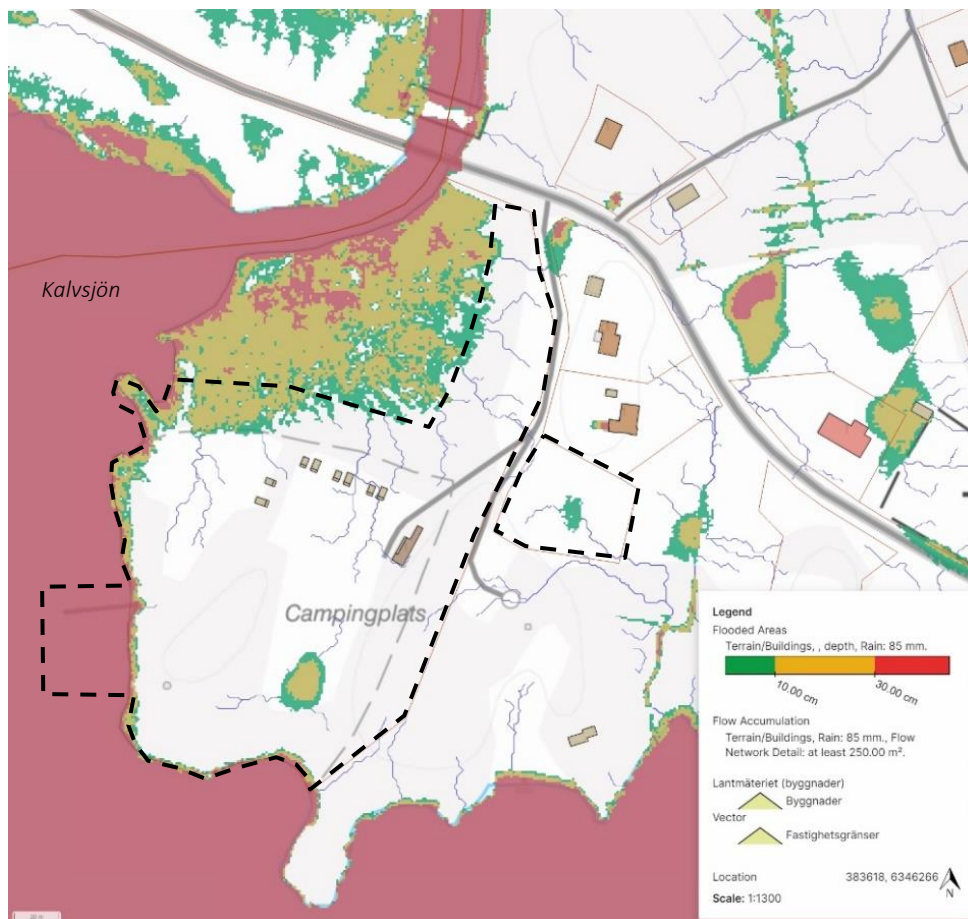 Kalvsjön
Campingplats
Legend
Flooded Areas
Terrain/Buildings, , depth, Rain: 85 mm.
10.00 cm
30.00 cm
Flow Accumulation
Terrain/Buildings, Rain: 85 mm., Flow
Network Detail: at least 250.00 m².
Lantmäteriet (byggnader)
Byggnader
Vector
Fastighetsgränser
Location 383618, 6346266
Scale: 1:1300
N